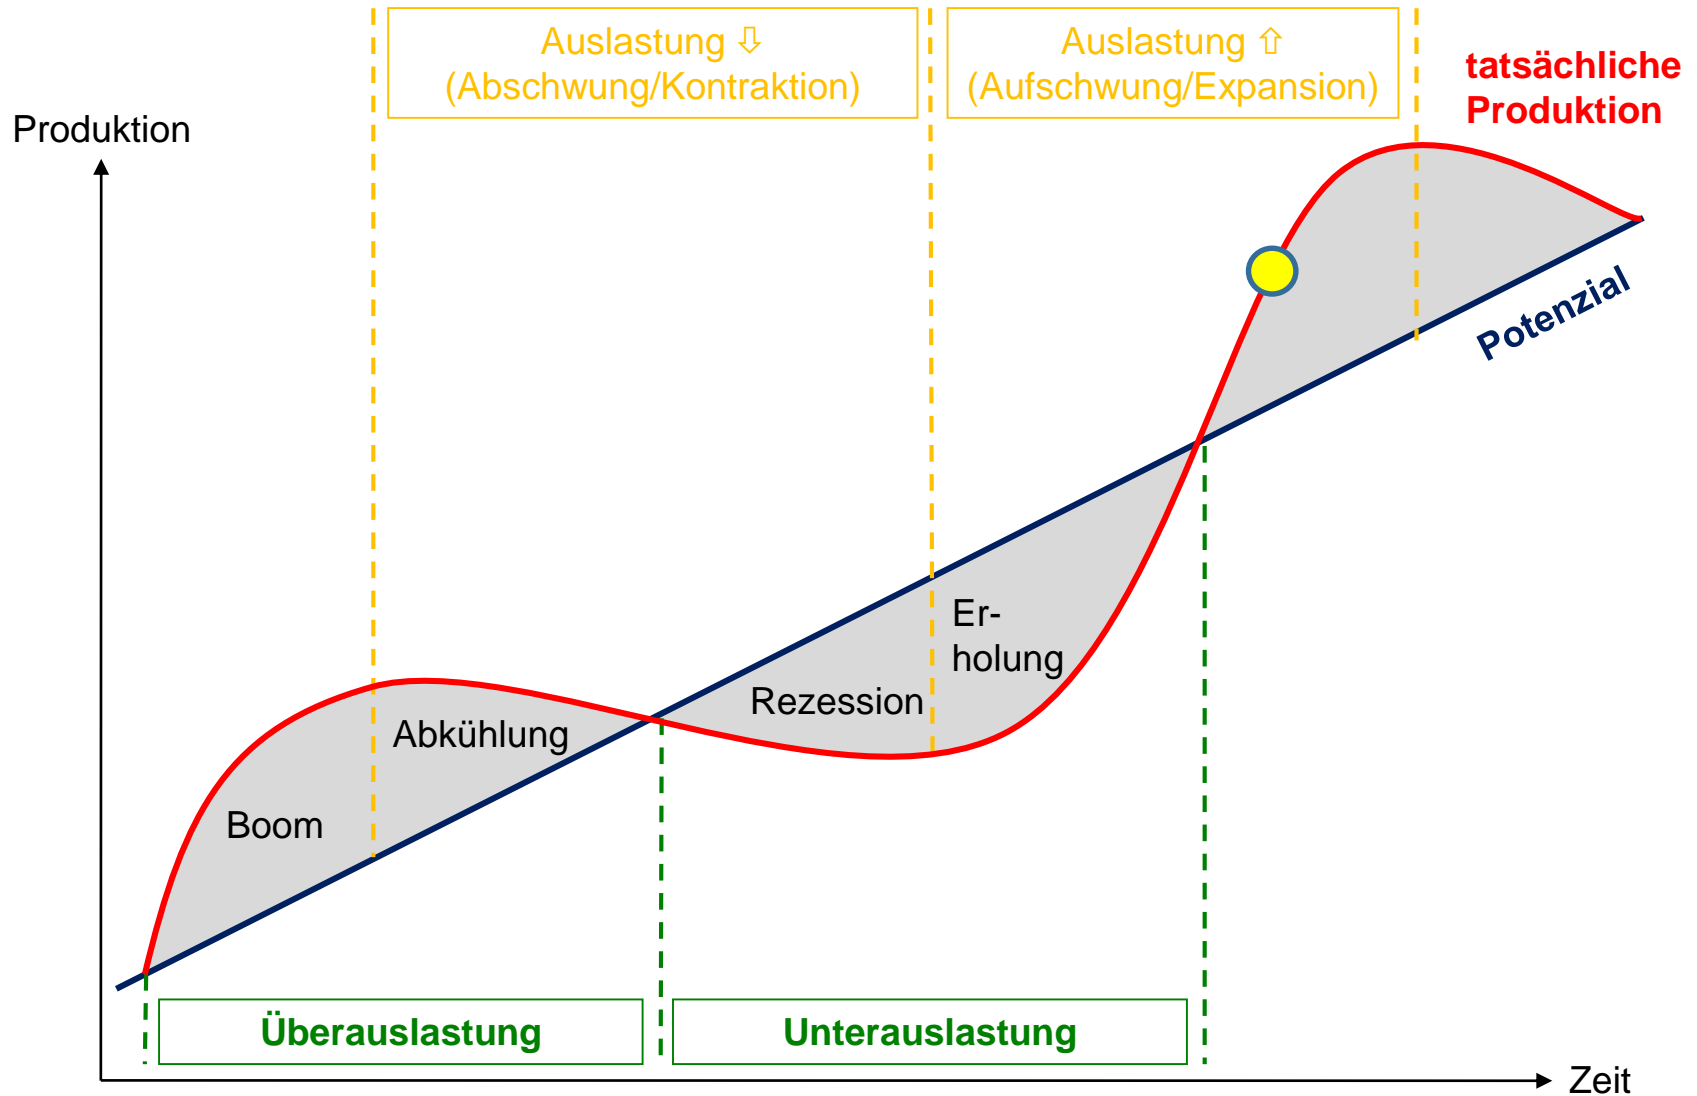 Auslastung ⇩
(Abschwung/Kontraktion)
Auslastung ⇧
(Aufschwung/Expansion)
tatsächliche
Produktion
Produktion
Potenzial
Er-
holung
Rezession
Abkühlung
Boom
Überauslastung
Unterauslastung
Zeit